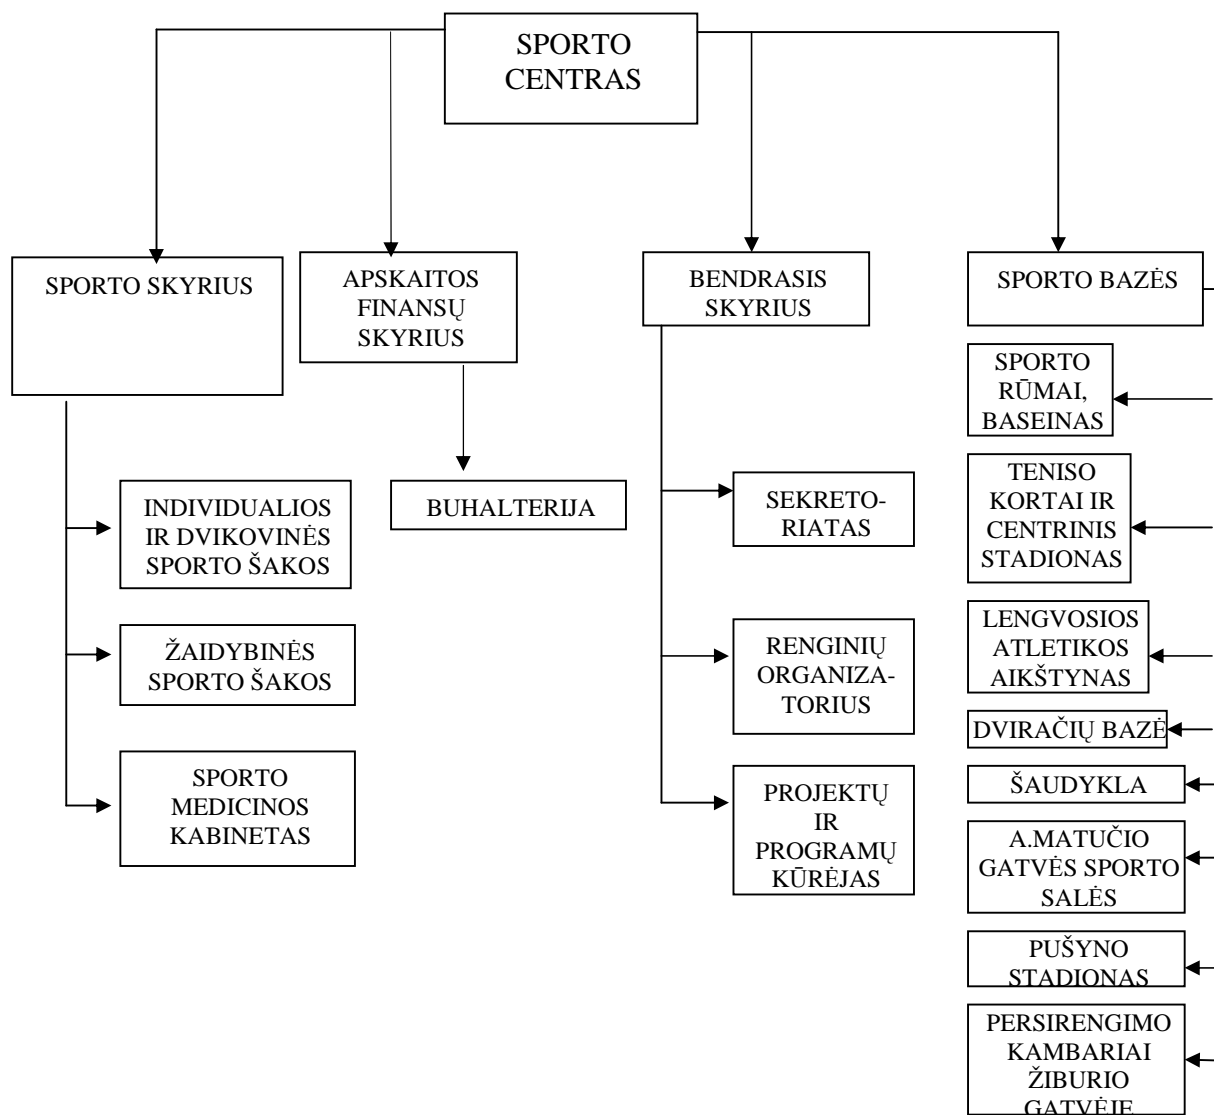 SPORTO
CENTRAS
SPORTO SKYRIUS
APSKAITOS
FINANSŲ
SKYRIUS
BENDRASIS
SKYRIUS
SPORTO BAZĖS
INDIVIDUALIOS
IR DVIKOVINĖS
SPORTO ŠAKOS
ŽAIDYBINĖS
SPORTO ŠAKOS
SPORTO
MEDICINOS
KABINETAS
BUHALTERIJA
SEKRETO-
RIATAS
RENGINIŲ
ORGANIZA-
TORIUS
PROJEKTŲ
IR
PROGRAMŲ
KŪRĖJAS
SPORTO
RŪMAI,
BASEINAS
TENISO
KORTAI IR
CENTRINIS
STADIONAS
LENGVOSIOS
ATLETIKOS
AIKŠTYNAS
DVIRAČIŲ BAZĖ
ŠAUDYKLA
A.MATUČIO
GATVĖS SPORTO
SALĖS
PUŠYNO
STADIONAS
PERSIRENGIMO
KAMBARIAI
ŽIBURIO
GATVĖJE